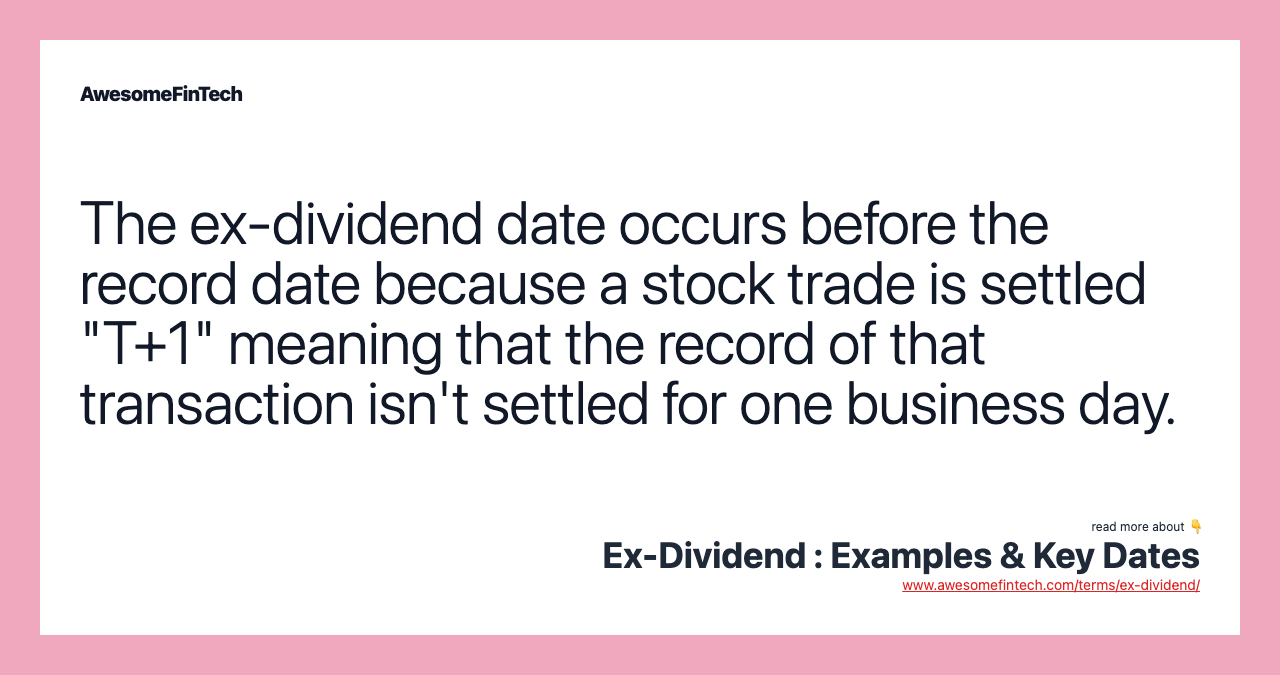 AwesomeFinTech
The ex-dividend date occurs before the
record date because a stock trade is settled
"T+1" meaning that the record of that
transaction isn't settled for one business day.
read more about 👇
Ex-Dividend : Examples & Key Dates
www.awesomefintech.com/terms/ex-dividend/